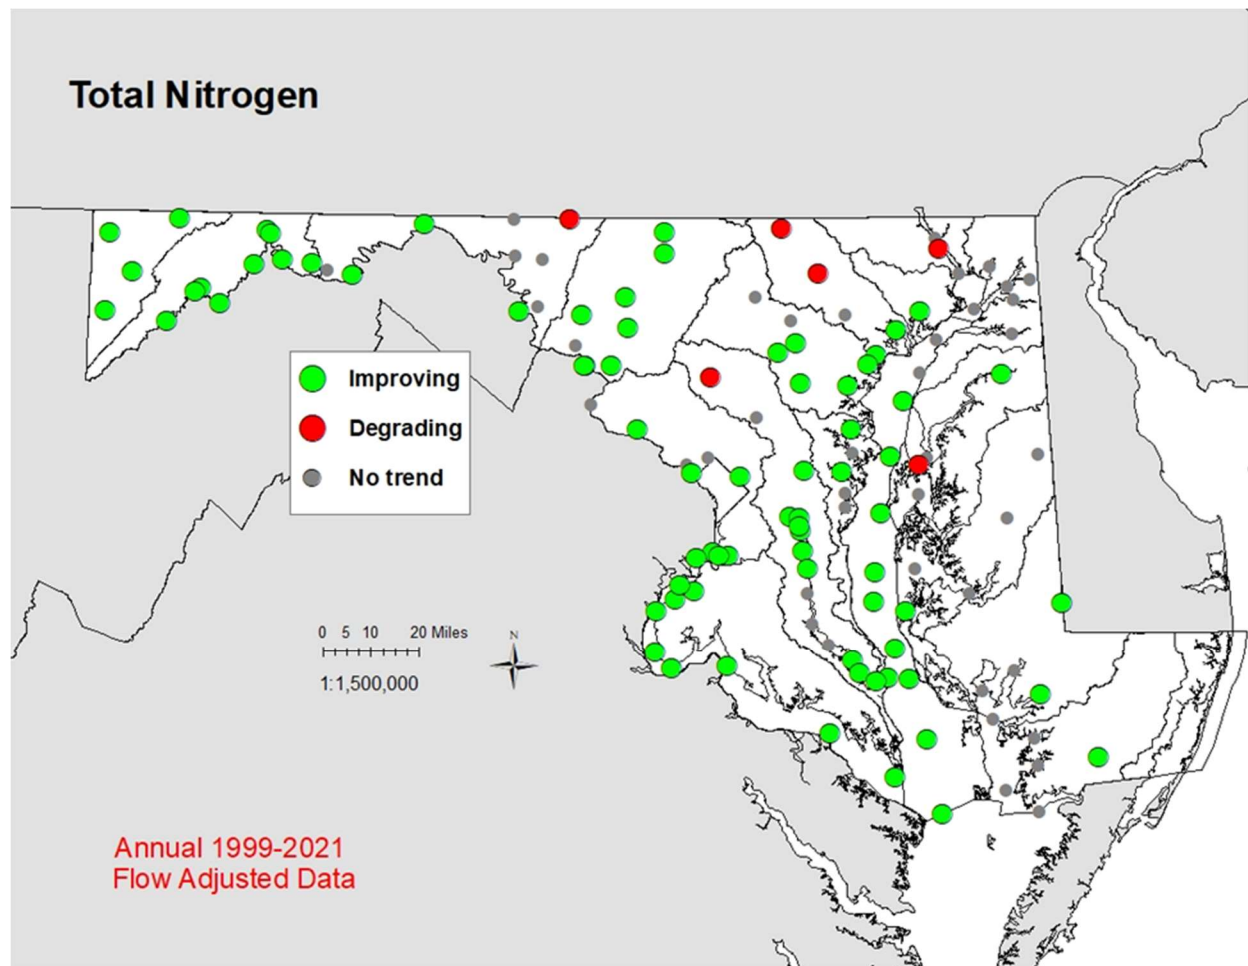 Total Nitrogen
Improving
Degrading
No trend
0 5 10 20 Miles
N
1:1,500,000
Annual 1999-2021
Flow Adjusted Data